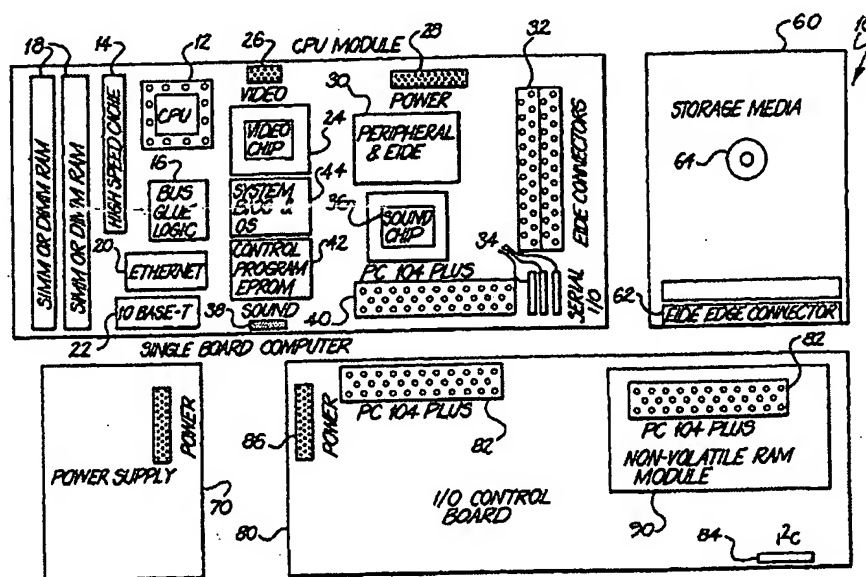 60
10
18
14
12
26
CPU MODULE
28
32
SIMM OR DIMM RAM
SIMM OR DIMM RAM
HIGH SPEED CACHE
CPU
VIDEO
POWER
30
24
VIDEO CHIP
PERIPHERAL & EIDE
EIDE CONNECTORS
STORAGE MEDIA
64
16
BUS GLUE LOGIC
44
SYSTEM BIOS & OS
36
SOUND CHIP
20
ETHERNET
42
CONTROL PROGRAM EPROM
34
PC 104 PLUS
SERIAL I/O
22
10 BASE-T
38
SOUND
40
62
EIDE EDGE CONNECTOR
SINGLE BOARD COMPUTER
POWER
POWER SUPPLY
70
86
POWER
PC 104 PLUS
82
80
I/O CONTROL BOARD
82
PC 104 PLUS
NON-VOLATILE RAM MODULE
90
84
I²C